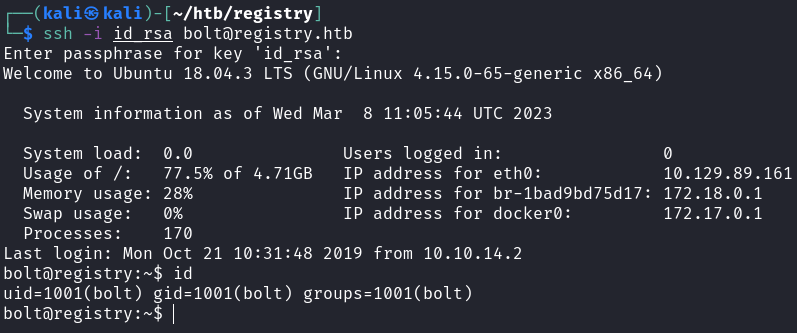 ┌──(kali㉿kali)-[~/htb/registry]
└─$ ssh -i id_rsa bolt@registry.htb
Enter passphrase for key 'id_rsa':
Welcome to Ubuntu 18.04.3 LTS (GNU/Linux 4.15.0-65-generic x86_64)
System information as of Wed Mar  8 11:05:44 UTC 2023
System load:  0.0               Users logged in:                0
Usage of /:   77.5% of 4.71GB   IP address for eth0:            10.129.89.161
Memory usage: 28%               IP address for br-1bad9bd75d17: 172.18.0.1
Swap usage:   0%                IP address for docker0:         172.17.0.1
Processes:    170
Last login: Mon Oct 21 10:31:48 2019 from 10.10.14.2
bolt@registry:~$ id
uid=1001(bolt) gid=1001(bolt) groups=1001(bolt)
bolt@registry:~$